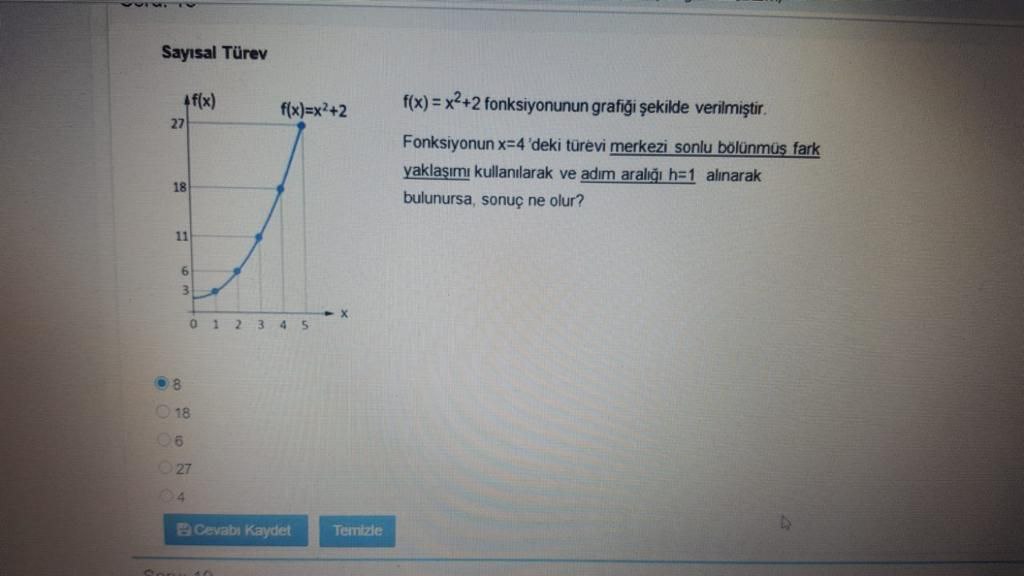 Sayısal Türev
f(x)
f(x)=x²+2
27
18
11
6
3
0 1 2 3 4 5
x
f(x) = x²+2 fonksiyonunun grafiği şekilde verilmiştir.
Fonksiyonun x=4 'deki türevi merkezi sonlu bölünmüş fark
yaklaşımı kullanılarak ve adım aralığı h=1 alınarak
bulunursa, sonuç ne olur?
8
18
6
27
4
Cevabı Kaydet
Temizle